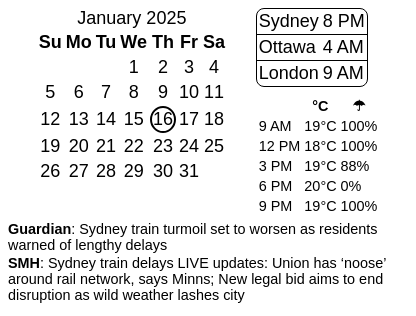 January 2025
Su Mo Tu We Th Fr Sa
1 2 3 4
5 6 7 8 9 10 11
12 13 14 15 16 17 18
19 20 21 22 23 24 25
26 27 28 29 30 31
Sydney 8 PM
Ottawa 4 AM
London 9 AM
°C ☂
9 AM 19°C 100%
12 PM 18°C 100%
3 PM 19°C 88%
6 PM 20°C 0%
9 PM 19°C 100%
Guardian: Sydney train turmoil set to worsen as residents
warned of lengthy delays
SMH: Sydney train delays LIVE updates: Union has ‘noose’
around rail network, says Minns; New legal bid aims to end
disruption as wild weather lashes city